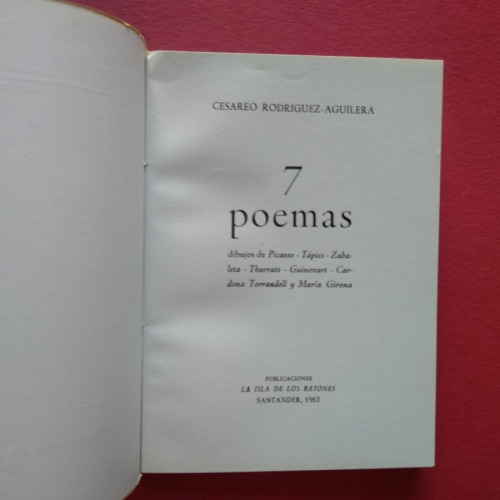 CESAREO RODRIGUEZ-AGUILERA
7
poemas
dibujos de Picasso - Tàpies - Zaba-
leta - Tharrats - Guinovart - Car-
dona Torrandell y María Girona
PUBLICACIONES
LA ISLA DE LOS RATONES
SANTANDER, 1965